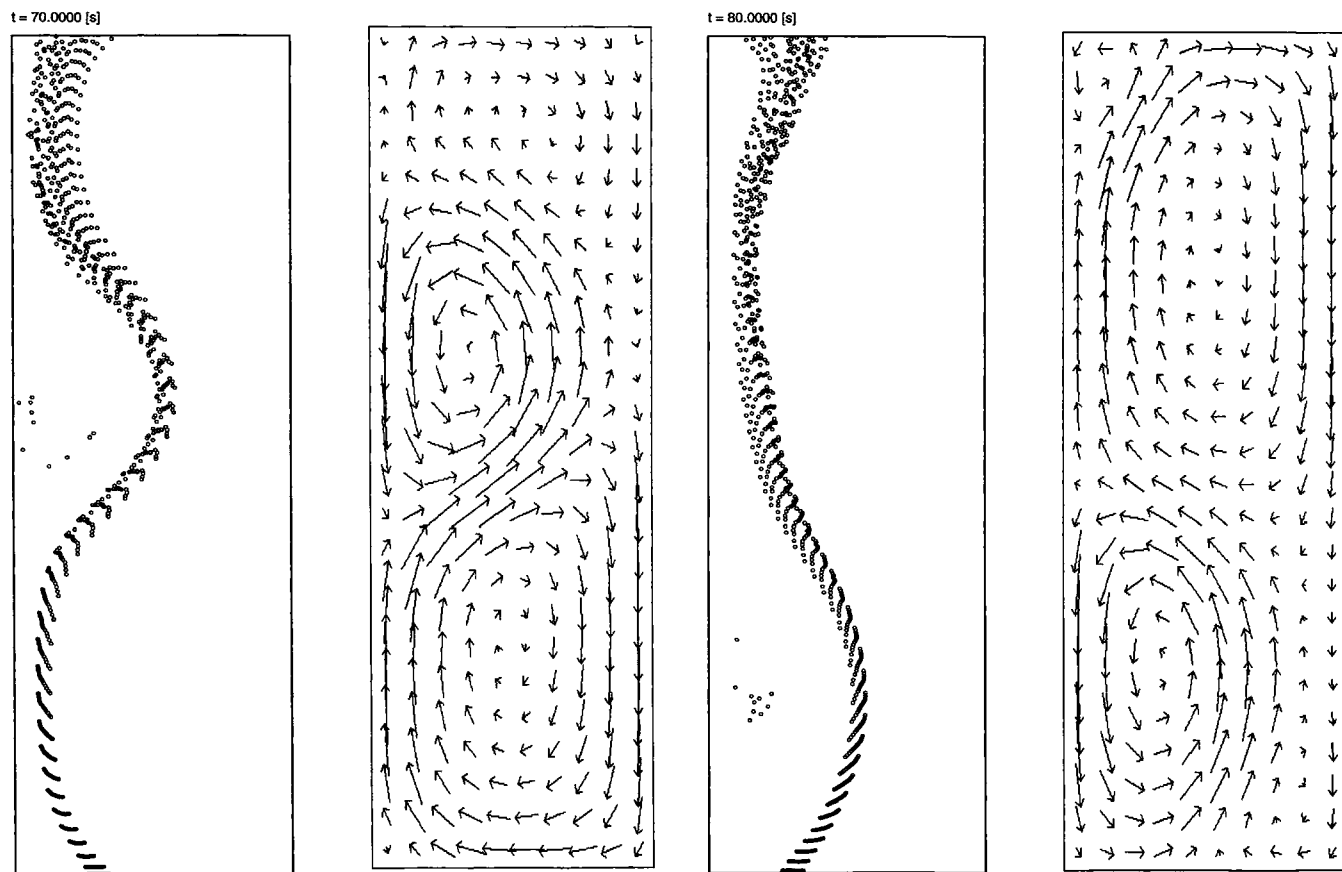 t = 70.0000 [s]
t = 80.0000 [s]